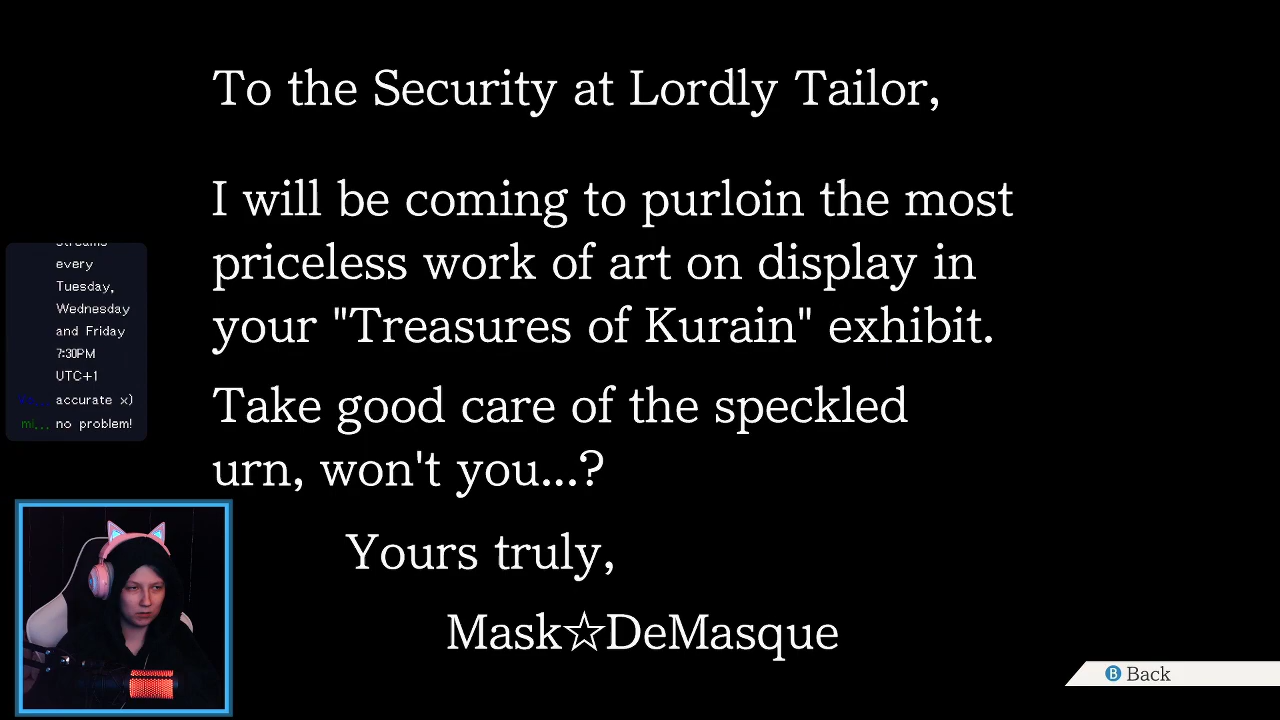 To the Security at Lordly Tailor,
I will be coming to purloin the most
priceless work of art on display in
your "Treasures of Kurain" exhibit.
Take good care of the speckled
urn, won't you...?
Yours truly,
Mask☆DeMasque
every
Tuesday,
Wednesday
and Friday
7:30PM
UTC+1
accurate x)
mi... no problem!
B Back